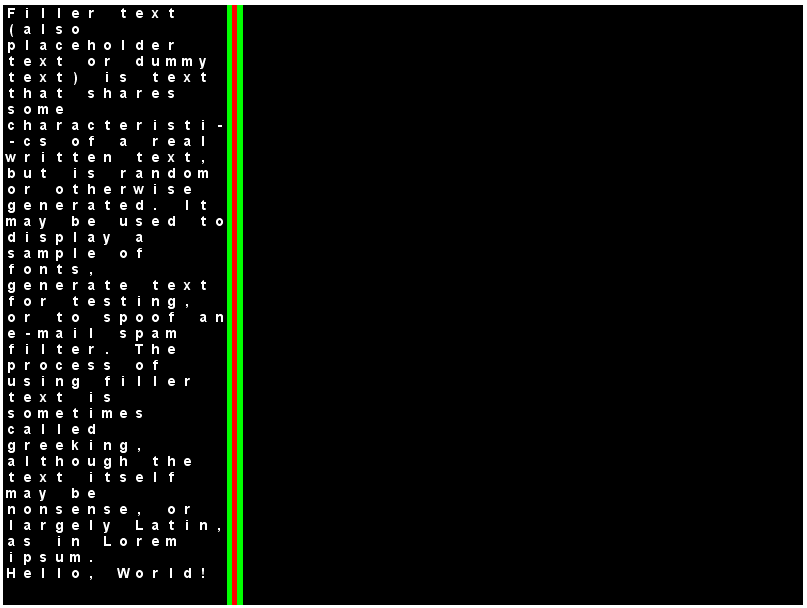 Filler text
(also
placeholder
text or dummy
text) is text
that shares
some
characteristi-
-cs of a real
written text,
but is random
or otherwise
generated. It
may be used to
display a
sample of
fonts,
generate text
for testing,
or to spoof an
e-mail spam
filter. The
process of
using filler
text is
sometimes
called
greeking,
although the
text itself
may be
nonsense, or
largely Latin,
as in Lorem
ipsum.
Hello, World!